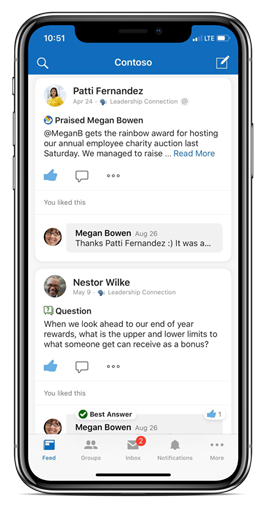 10:51
LTE
Contoso
Patti Fernandez
Apr 24 · Leadership Connection
Praised Megan Bowen
@MeganB gets the rainbow award for hosting
our annual employee charity auction last
Saturday. We managed to raise ... Read More
You liked this
Megan Bowen Aug 26
Thanks Patti Fernandez :) It was a...
Nestor Wilke
May 9 · Leadership Connection
Question
When we look ahead to our end of year
rewards, what is the upper and lower limits to
what someone get can receive as a bonus?
You liked this
Best Answer
1
Megan Bowen Aug 26
2
Feed Groups Inbox Notifications More